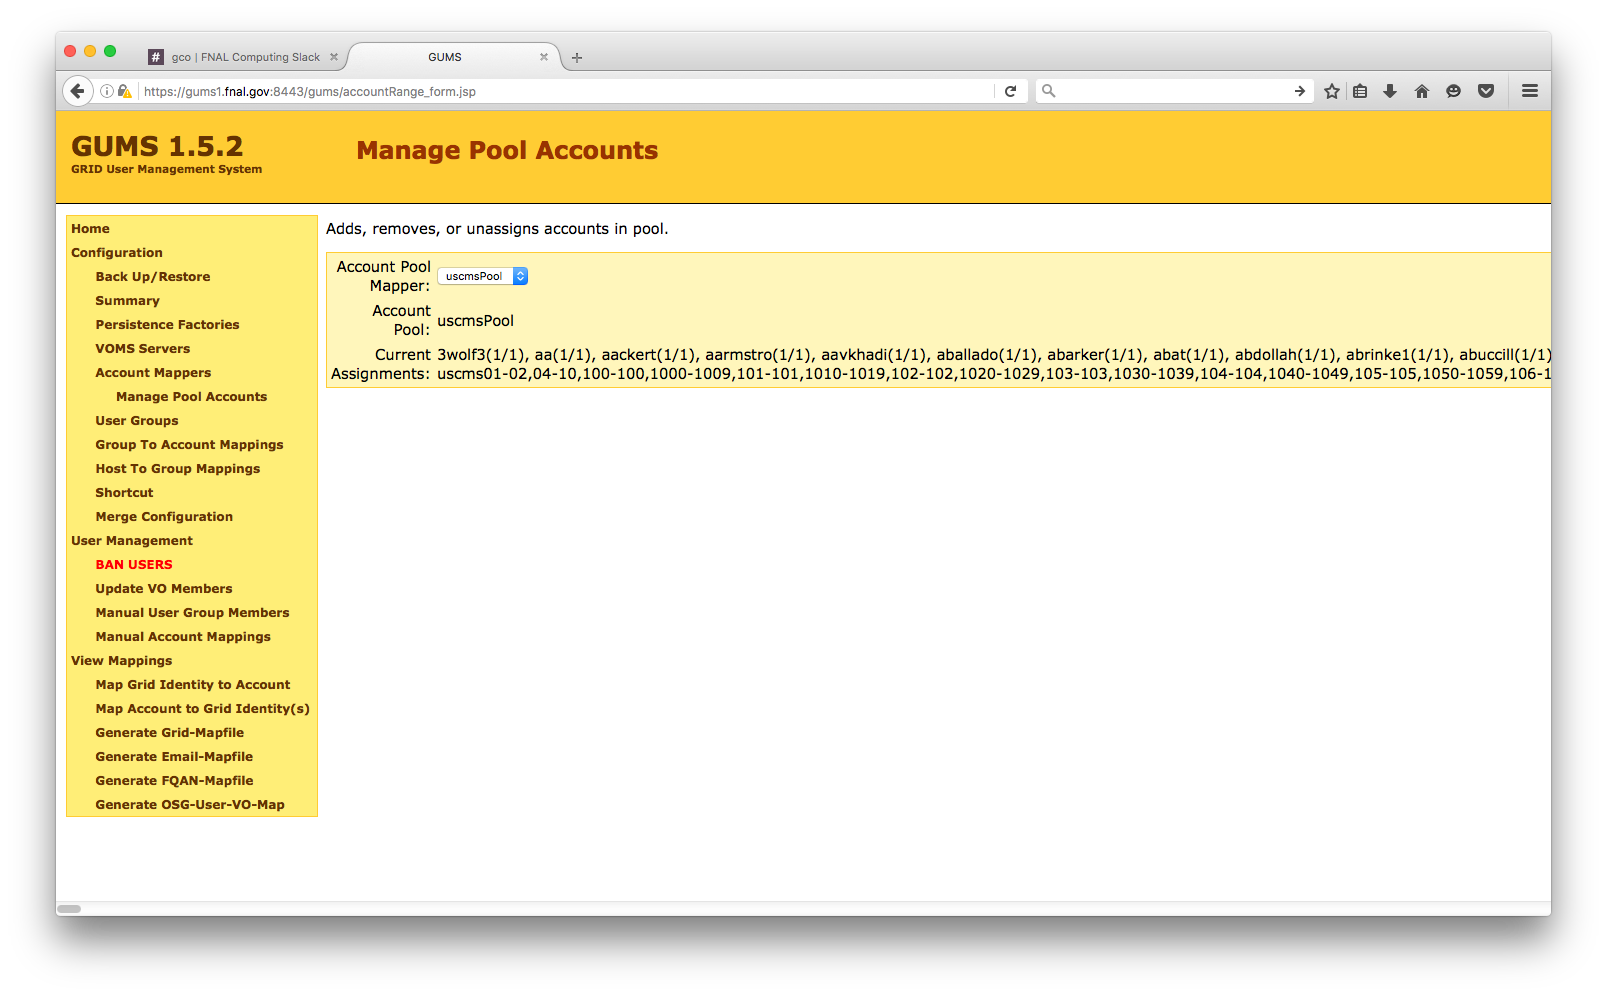 # gco | FNAL Computing Slack
GUMS
https://gums1.fnal.gov:8443/gums/accountRange_form.jsp
GUMS 1.5.2
GRID User Management System
Manage Pool Accounts
Home
Configuration
Back Up/Restore
Summary
Persistence Factories
VOMS Servers
Account Mappers
Manage Pool Accounts
User Groups
Group To Account Mappings
Host To Group Mappings
Shortcut
Merge Configuration
User Management
BAN USERS
Update VO Members
Manual User Group Members
Manual Account Mappings
View Mappings
Map Grid Identity to Account
Map Account to Grid Identity(s)
Generate Grid-Mapfile
Generate Email-Mapfile
Generate FQAN-Mapfile
Generate OSG-User-VO-Map
Adds, removes, or unassigns accounts in pool.
Account Pool
Mapper:
uscmsPool
Account
Pool:
uscmsPool
Current
Assignments:
3wolf3(1/1), aa(1/1), aackert(1/1), aarmstro(1/1), aavkhadi(1/1), aballado(1/1), abarker(1/1), abat(1/1), abdollah(1/1), abrinke1(1/1), abuccill(1/1)
uscms01-02,04-10,100-100,1000-1009,101-101,1010-1019,102-102,1020-1029,103-103,1030-1039,104-104,1040-1049,105-105,1050-1059,106-1